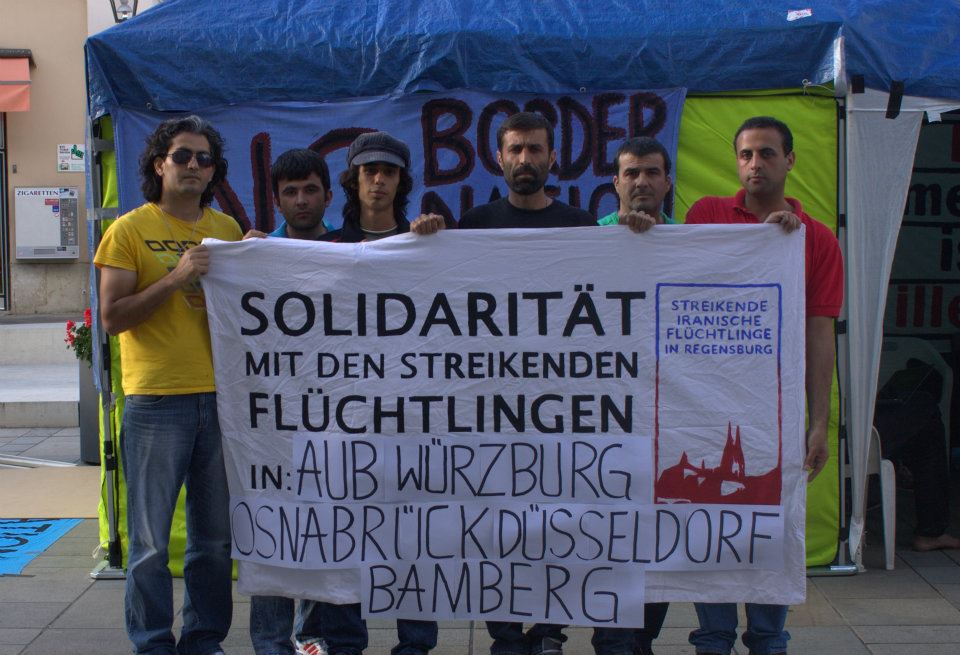 NO BORDER
NATION
ZIGARETTEN
SOLIDARITÄT
MIT DEN STREIKENDEN
FLÜCHTLINGEN
IN: AUB WÜRZBURG
OSNABRÜCK DÜSSELDORF
BAMBERG
STREIKENDE
IRANISCHE
FLÜCHTLINGE
IN REGENSBURG